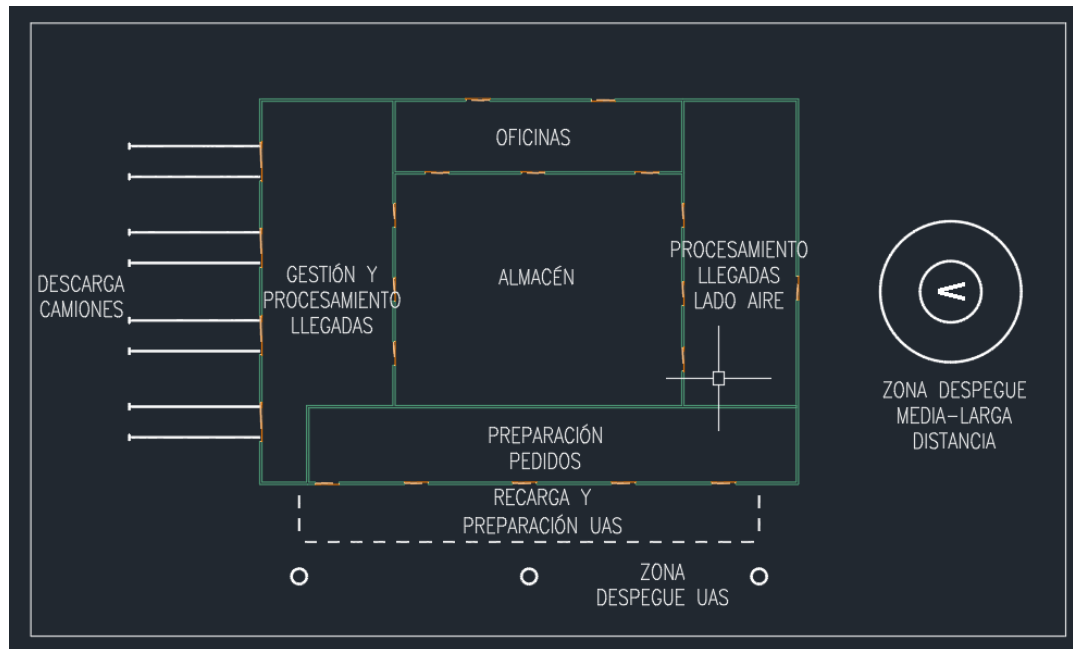 OFICINAS
DESCARGA
CAMIONES
GESTIÓN Y
PROCESAMIENTO
LLEGADAS
ALMACÉN
PROCESAMIENTO
LLEGADAS
LADO AIRE
V
ZONA DESPEGUE
MEDIA-LARGA
DISTANCIA
PREPARACIÓN
PEDIDOS
RECARGA Y
PREPARACIÓN UAS
ZONA
DESPEGUE UAS